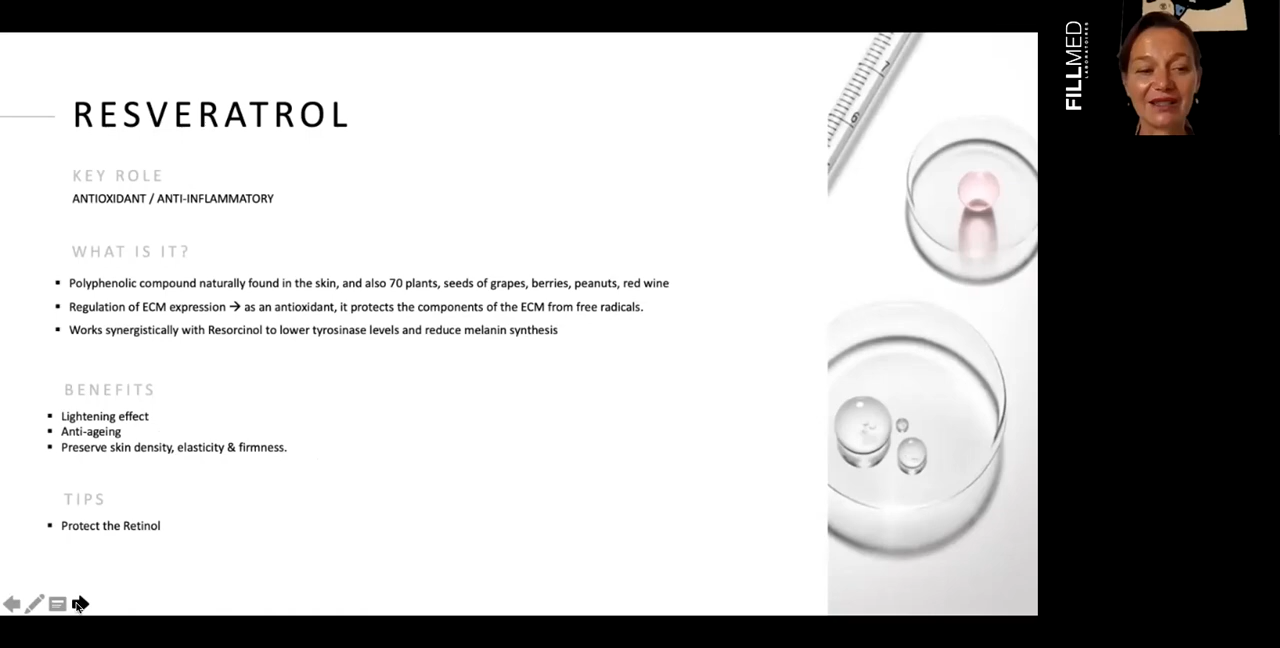 RESVERATROL
KEY ROLE
ANTIOXIDANT / ANTI-INFLAMMATORY
WHAT IS IT?
▪ Polyphenolic compound naturally found in the skin, and also 70 plants, seeds of grapes, berries, peanuts, red wine
▪ Regulation of ECM expression → as an antioxidant, it protects the components of the ECM from free radicals.
▪ Works synergistically with Resorcinol to lower tyrosinase levels and reduce melanin synthesis
BENEFITS
▪ Lightening effect
▪ Anti-ageing
▪ Preserve skin density, elasticity & firmness.
TIPS
▪ Protect the Retinol
FILLMED
LABORATOIRES